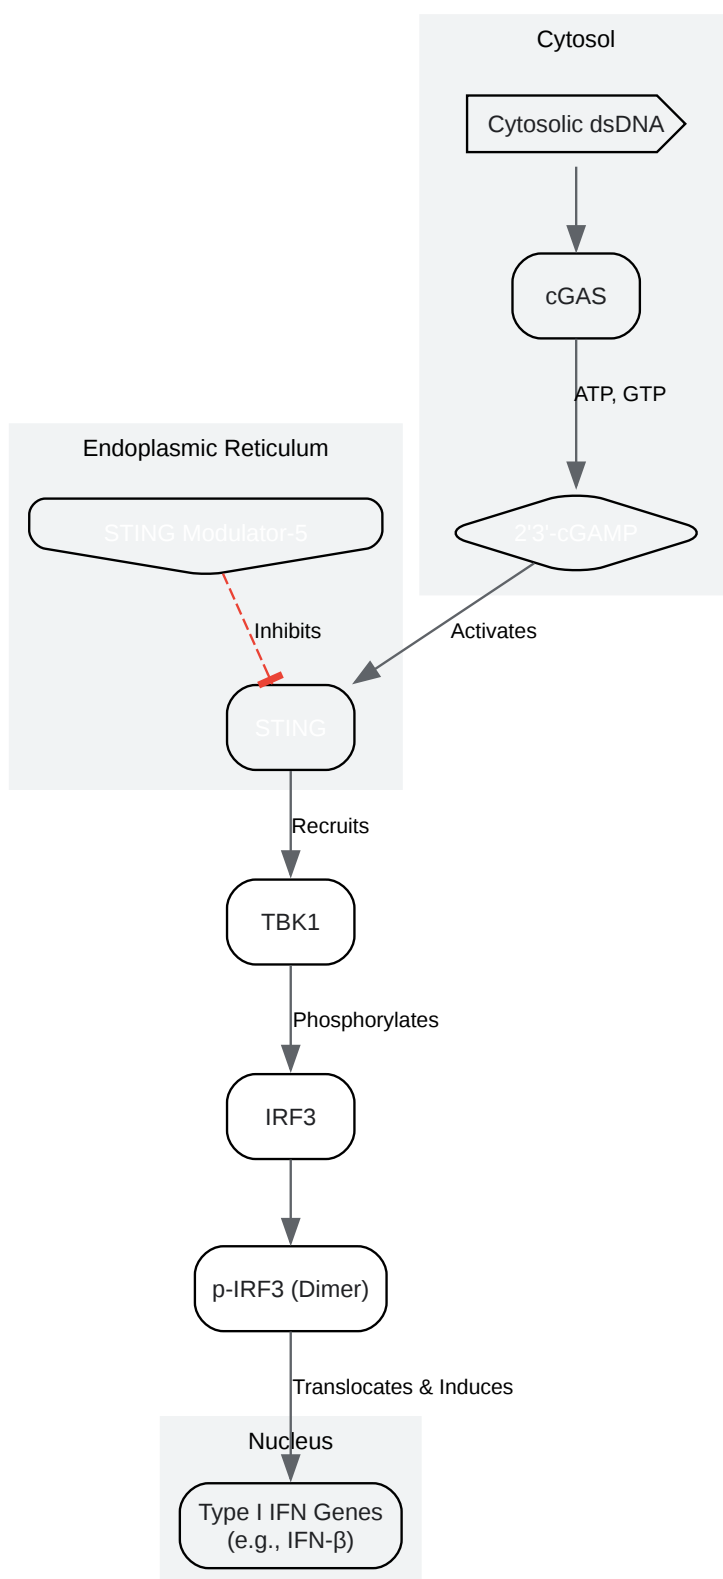 Cytosol
Cytosolic dsDNA
cGAS
ATP, GTP
Endoplasmic Reticulum
STING Modulator-5
2'3'-cGAMP
Inhibits
Activates
STING
Recruits
TBK1
Phosphorylates
IRF3
p-IRF3 (Dimer)
Translocates & Induces
Nucleus
Type I IFN Genes
(e.g., IFN-β)